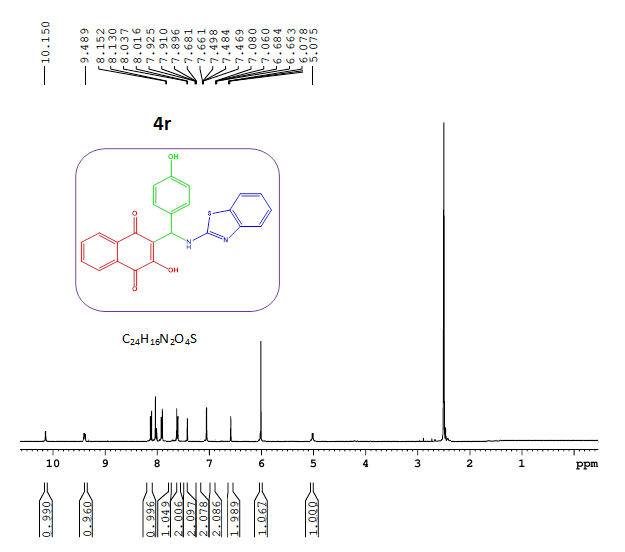 10.150
9.489
8.152
8.130
8.037
8.016
7.925
7.910
7.896
7.681
7.661
7.498
7.484
7.469
7.080
7.060
6.684
6.663
6.078
5.075
4r
OH
O
S
N
H
N
OH
O
C₂₄H₁₆N₂O₄S
10 9 8 7 6 5 4 3 2 1 ppm
0.990
0.960
0.996
1.049
2.006
2.097
2.078
2.086
1.989
1.067
1.000